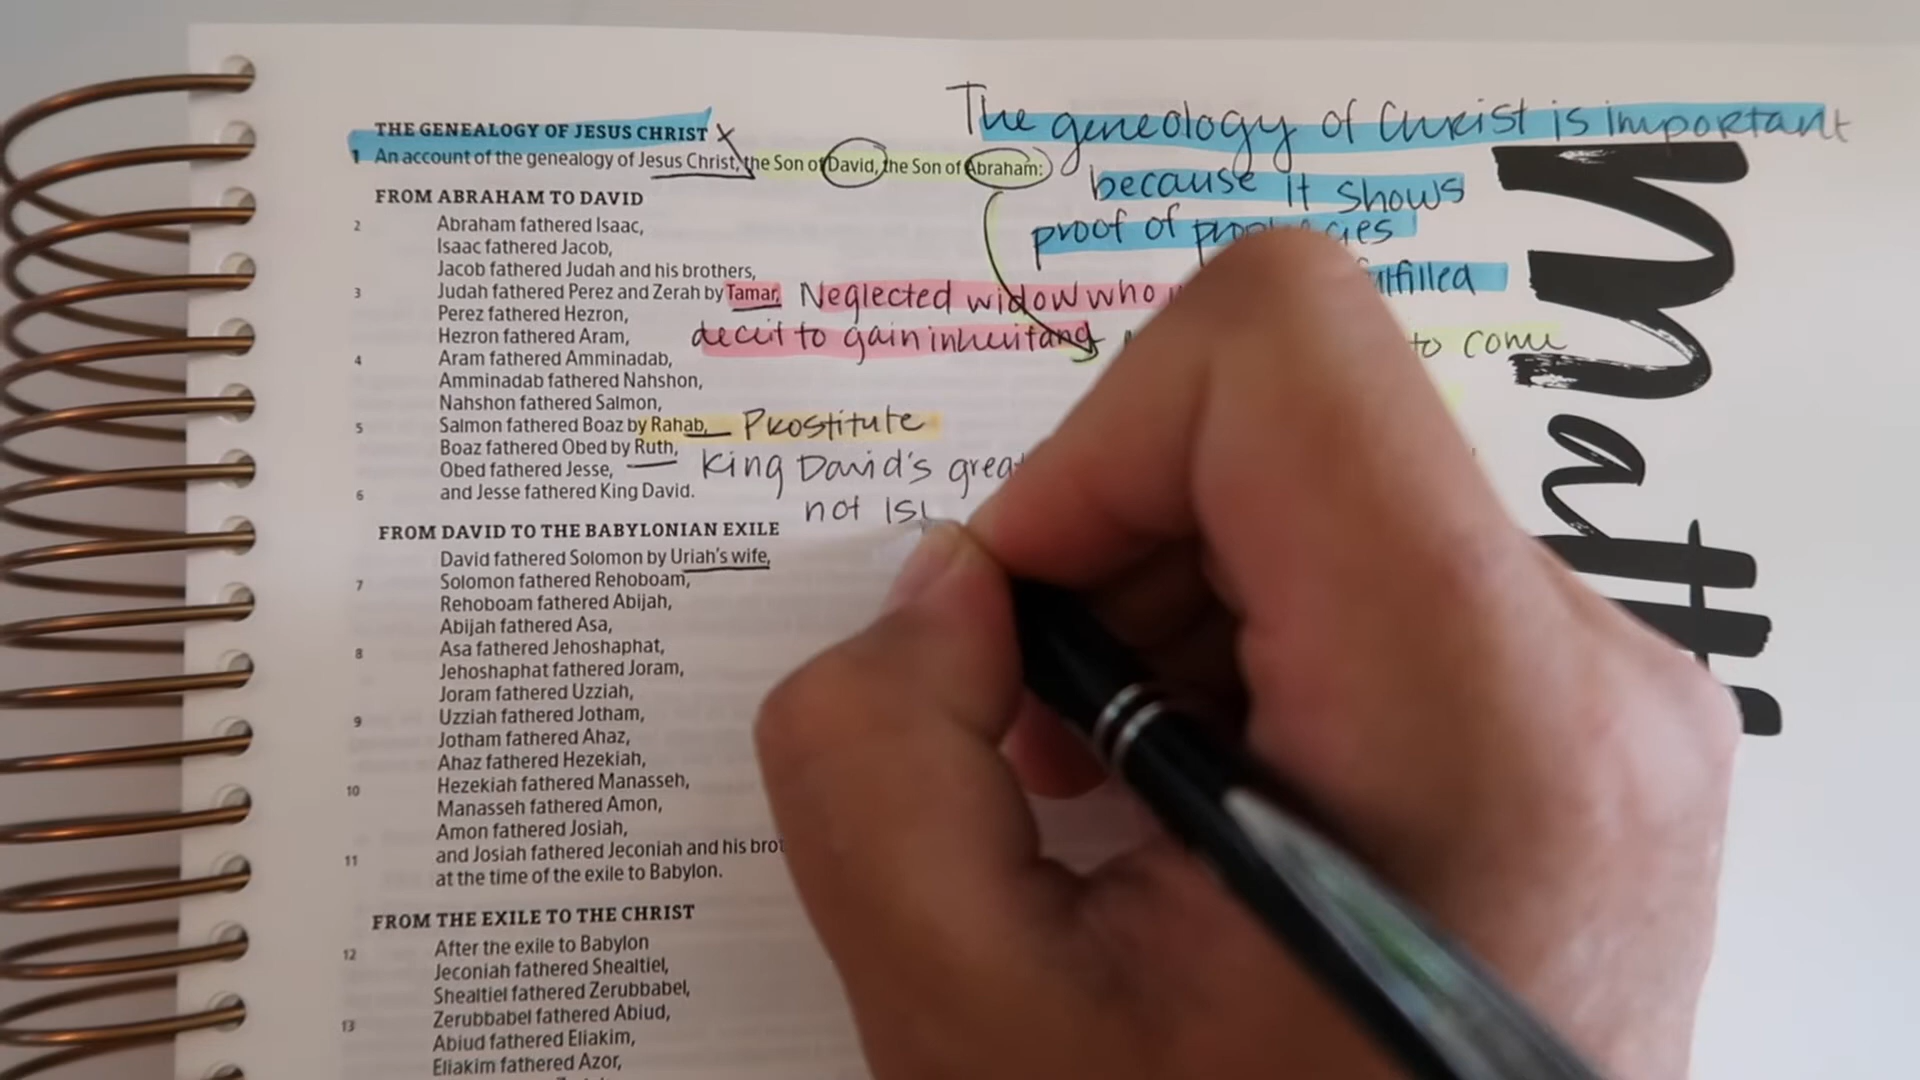 The geneology of Christ is important
because it shows
proof of
fulfilled
to come
THE GENEALOGY OF JESUS CHRIST
1 An account of the genealogy of Jesus Christ, the Son of David, the Son of Abraham:
FROM ABRAHAM TO DAVID
2 Abraham fathered Isaac,
Isaac fathered Jacob,
Jacob fathered Judah and his brothers,
3 Judah fathered Perez and Zerah by Tamar, Neglected widow who
Perez fathered Hezron,
Hezron fathered Aram, deceit to gain
4 Aram fathered Amminadab,
Amminadab fathered Nahshon,
Nahshon fathered Salmon,
5 Salmon fathered Boaz by Rahab, Prostitute
Boaz fathered Obed by Ruth,
Obed fathered Jesse, King David's
6 and Jesse fathered King David.
not
FROM DAVID TO THE BABYLONIAN EXILE
David fathered Solomon by Uriah's wife,
7 Solomon fathered Rehoboam,
Rehoboam fathered Abijah,
Abijah fathered Asa,
8 Asa fathered Jehoshaphat,
Jehoshaphat fathered Joram,
Joram fathered Uzziah,
9 Uzziah fathered Jotham,
Jotham fathered Ahaz,
Ahaz fathered Hezekiah,
10 Hezekiah fathered Manasseh,
Manasseh fathered Amon,
Amon fathered Josiah,
11 and Josiah fathered Jeconiah and his
at the time of the exile to Babylon.
FROM THE EXILE TO THE CHRIST
12 After the exile to Babylon
Jeconiah fathered Shealtiel,
Shealtiel fathered Zerubbabel,
13 Zerubbabel fathered Abiud,
Abiud fathered Eliakim,
Eliakim fathered Azor,